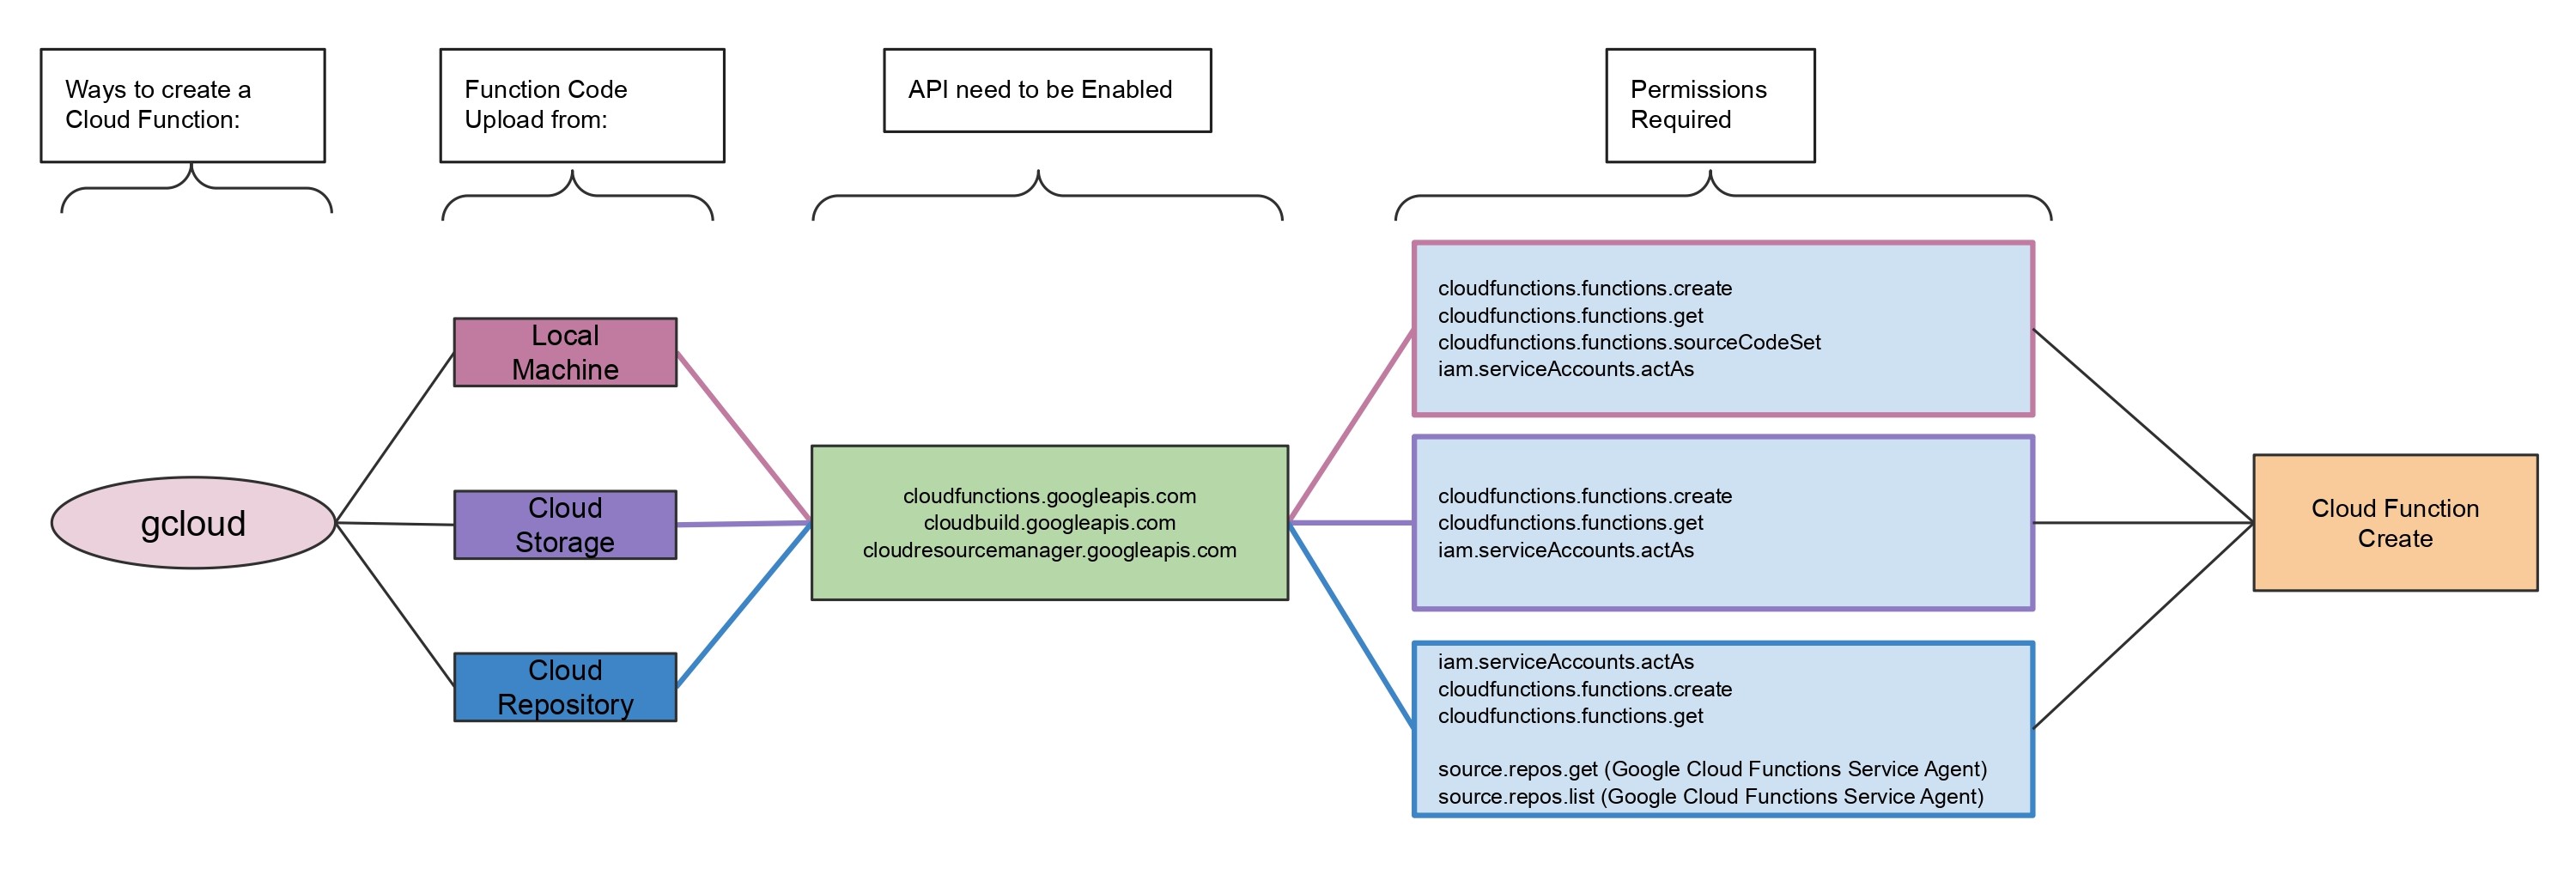 Ways to create a
Cloud Function:
Function Code
Upload from:
API need to be Enabled
Permissions
Required
gcloud
Local
Machine
Cloud
Storage
Cloud
Repository
cloudfunctions.googleapis.com
cloudbuild.googleapis.com
cloudresourcemanager.googleapis.com
cloudfunctions.functions.create
cloudfunctions.functions.get
cloudfunctions.functions.sourceCodeSet
iam.serviceAccounts.actAs
cloudfunctions.functions.create
cloudfunctions.functions.get
iam.serviceAccounts.actAs
iam.serviceAccounts.actAs
cloudfunctions.functions.create
cloudfunctions.functions.get
source.repos.get (Google Cloud Functions Service Agent)
source.repos.list (Google Cloud Functions Service Agent)
Cloud Function
Create